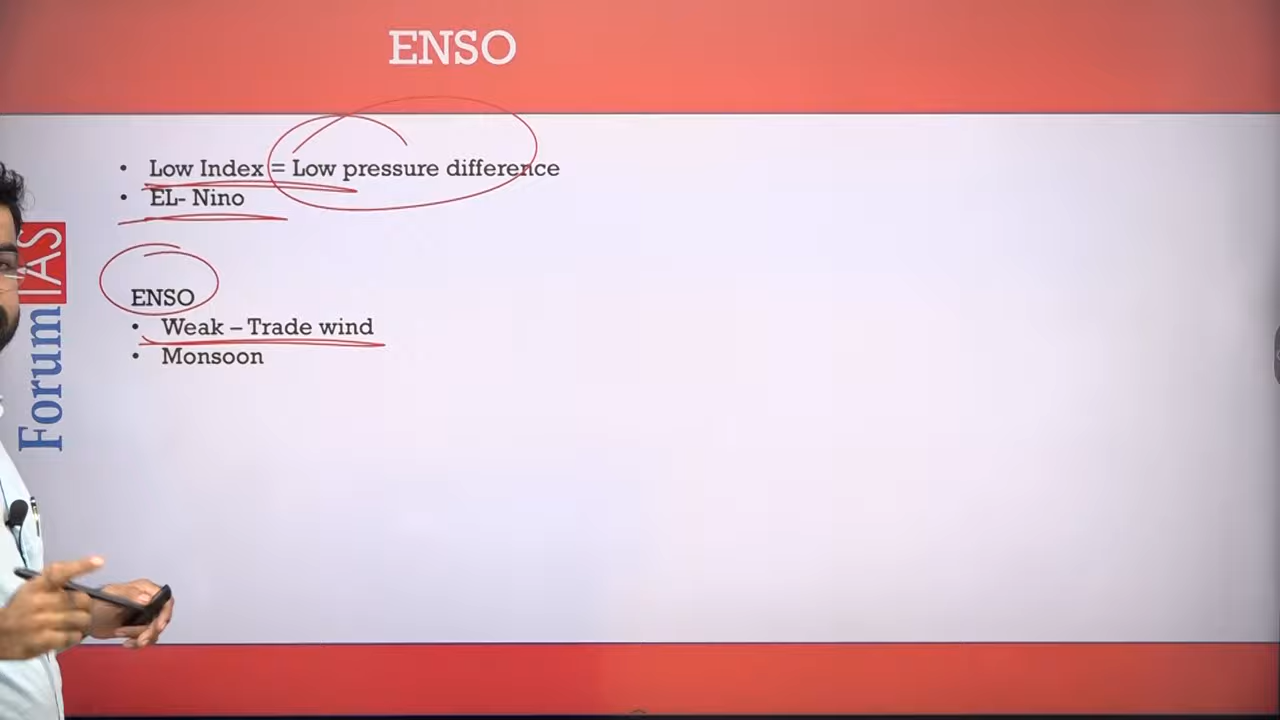 ENSO
• Low Index = Low pressure difference
• EL- Nino
ENSO
• Weak – Trade wind
• Monsoon
Forum IAS